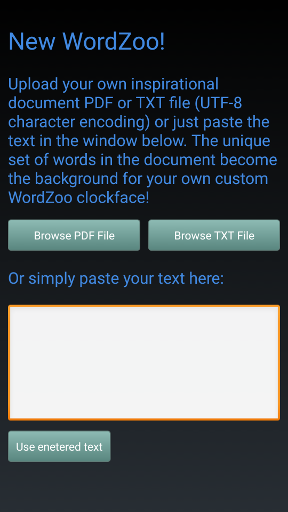 New WordZoo!
Upload your own inspirational
document PDF or TXT file (UTF-8
character encoding) or just paste the
text in the window below. The unique
set of words in the document become
the background for your own custom
WordZoo clockface!
Browse PDF File
Browse TXT File
Or simply paste your text here:
Use enetered text